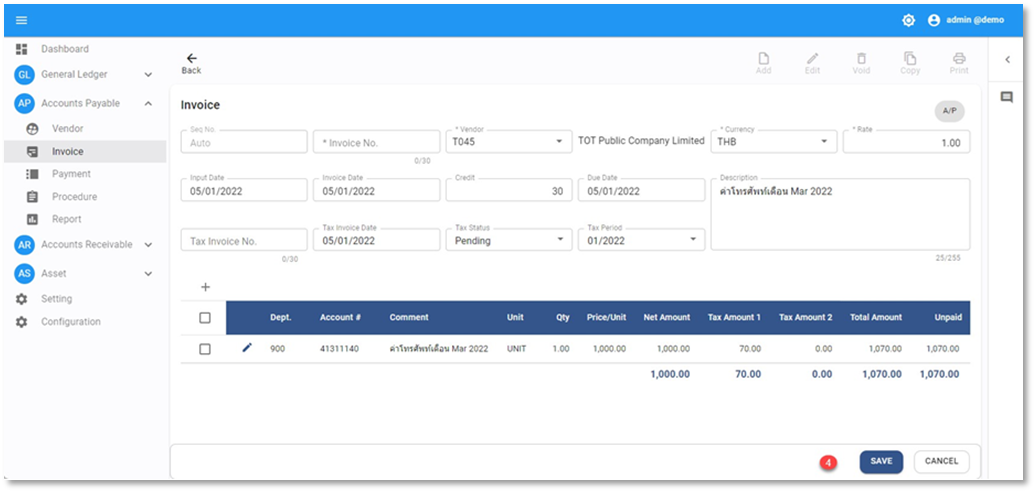 admin @demo
Dashboard
GL General Ledger
AP Accounts Payable
Vendor
Invoice
Payment
Procedure
Report
AR Accounts Receivable
AS Asset
Setting
Configuration
Back
Add Edit Void Copy Print
Invoice
A/P
Seq No. * Vendor * Currency * Rate
Auto * Invoice No. T045 TOT Public Company Limited THB 1.00
0/30
Input Date Invoice Date Credit Due Date Description
05/01/2022 05/01/2022 30 05/01/2022 ค่าโทรศัพท์เดือน Mar 2022
Tax Invoice Date Tax Status Tax Period
Tax Invoice No. 05/01/2022 Pending 01/2022
0/30 25/255
+
Dept. Account # Comment Unit Qty Price/Unit Net Amount Tax Amount 1 Tax Amount 2 Total Amount Unpaid
900 41311140 ค่าโทรศัพท์เดือน Mar 2022 UNIT 1.00 1,000.00 1,000.00 70.00 0.00 1,070.00 1,070.00
1,000.00 70.00 0.00 1,070.00 1,070.00
4 SAVE CANCEL